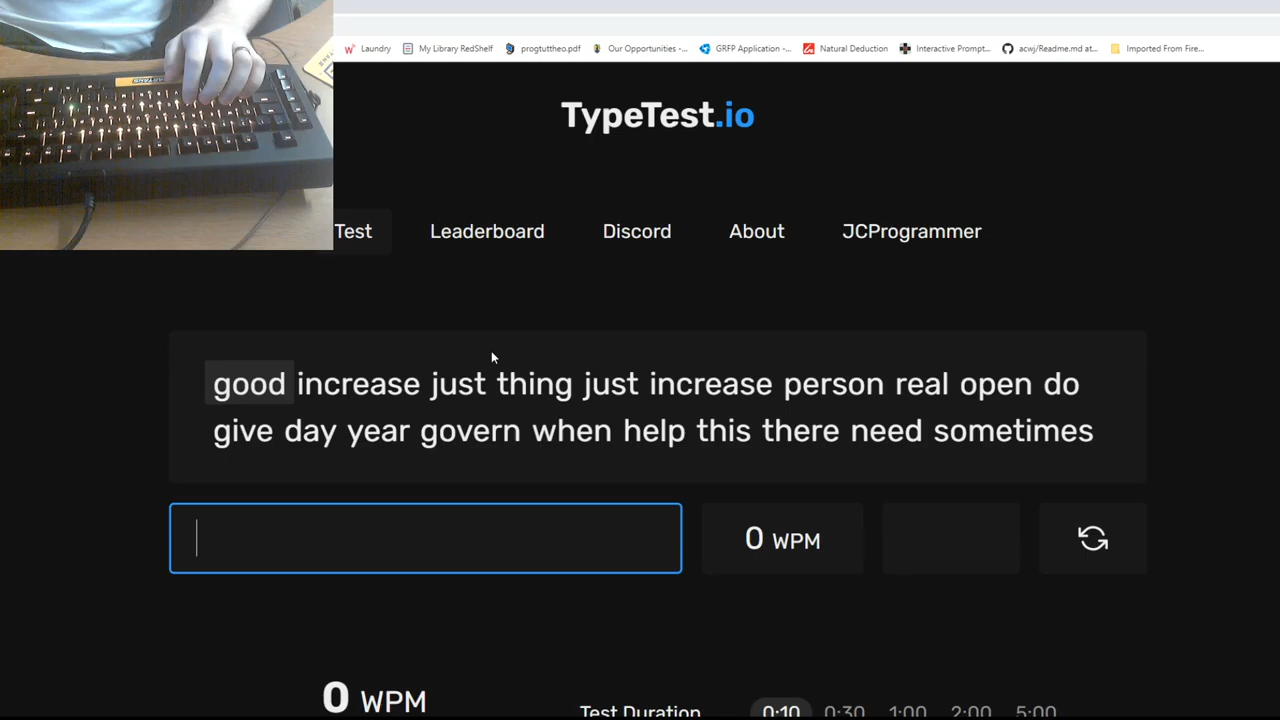 Laundry My Library RedShelf progtuttheo.pdf Our Opportunities -... GRFP Application -... Natural Deduction Interactive Prompt... acwj/Readme.md at... Imported From Fire...
TypeTest.io
Test Leaderboard Discord About JCProgrammer
good increase just thing just increase person real open do
give day year govern when help this there need sometimes
0 WPM
0 WPM
Test Duration 0:10 0:30 1:00 2:00 5:00